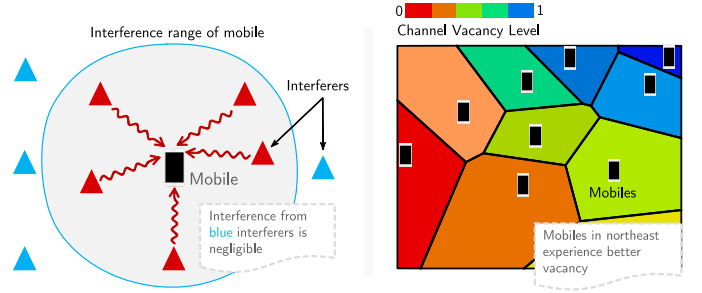 Interference range of mobile
Interferers
Mobile
Interference from
blue interferers is
negligible
0 1
Channel Vacancy Level
Mobiles
Mobiles in northeast
experience better
vacancy